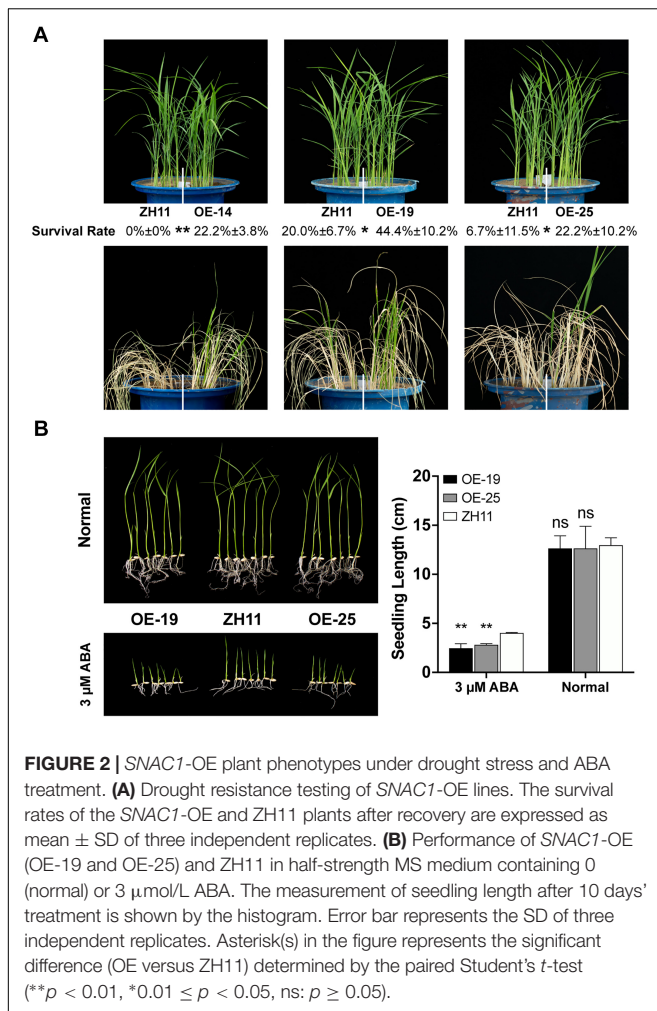 A
ZH11 OE-14 ZH11 OE-19 ZH11 OE-25
Survival Rate 0%±0% ** 22.2%±3.8% 20.0%±6.7% * 44.4%±10.2% 6.7%±11.5% * 22.2%±10.2%
B
Normal
OE-19 ZH11 OE-25
3 µM ABA
Seedling Length (cm)
20
15
10
5
0
OE-19
OE-25
ZH11
** **
ns ns
3 µM ABA Normal
FIGURE 2 | SNAC1-OE plant phenotypes under drought stress and ABA
treatment. (A) Drought resistance testing of SNAC1-OE lines. The survival
rates of the SNAC1-OE and ZH11 plants after recovery are expressed as
mean ± SD of three independent replicates. (B) Performance of SNAC1-OE
(OE-19 and OE-25) and ZH11 in half-strength MS medium containing 0
(normal) or 3 µmol/L ABA. The measurement of seedling length after 10 days'
treatment is shown by the histogram. Error bar represents the SD of three
independent replicates. Asterisk(s) in the figure represents the significant
difference (OE versus ZH11) determined by the paired Student's t-test
(**p < 0.01, *0.01 ≤ p < 0.05, ns: p ≥ 0.05).